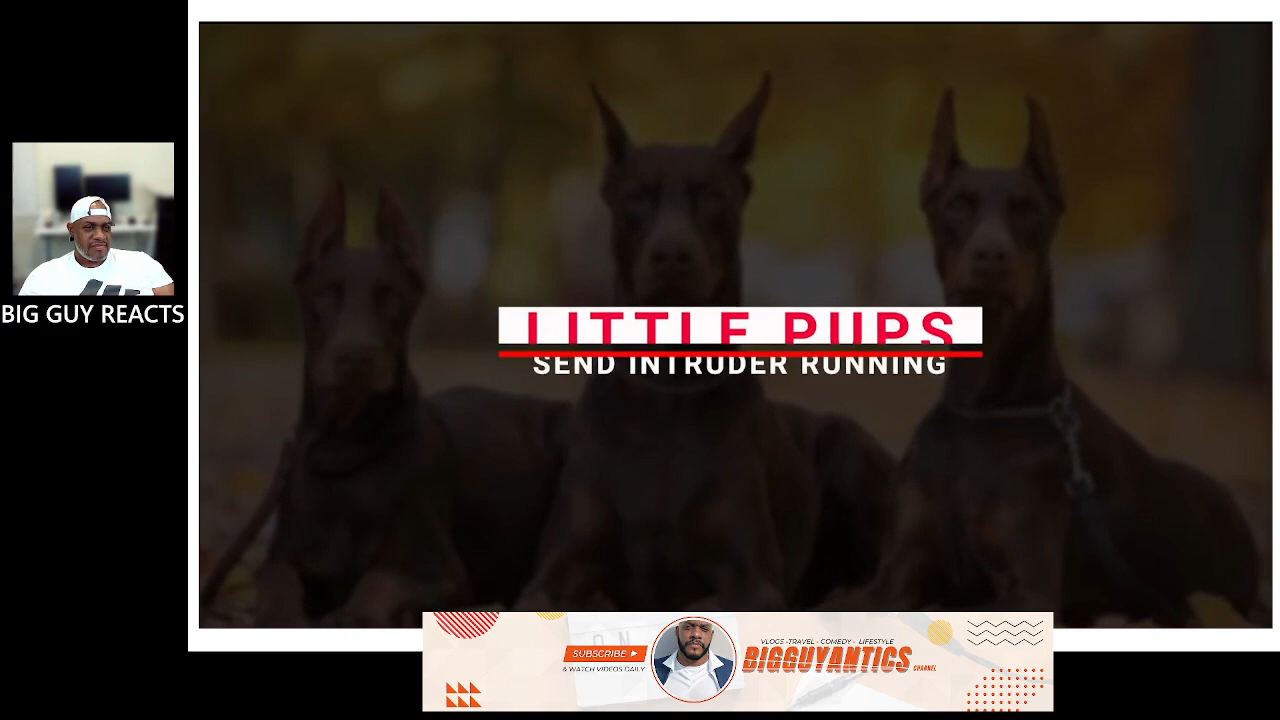 LITTLE PUPS
SEND INTRUDER RUNNING
BIG GUY REACTS
SUBSCRIBE
& WATCH VIDEOS DAILY
VLOGS -TRAVEL - COMEDY - LIFESTYLE
BIGGUYANTICS
CHANNEL